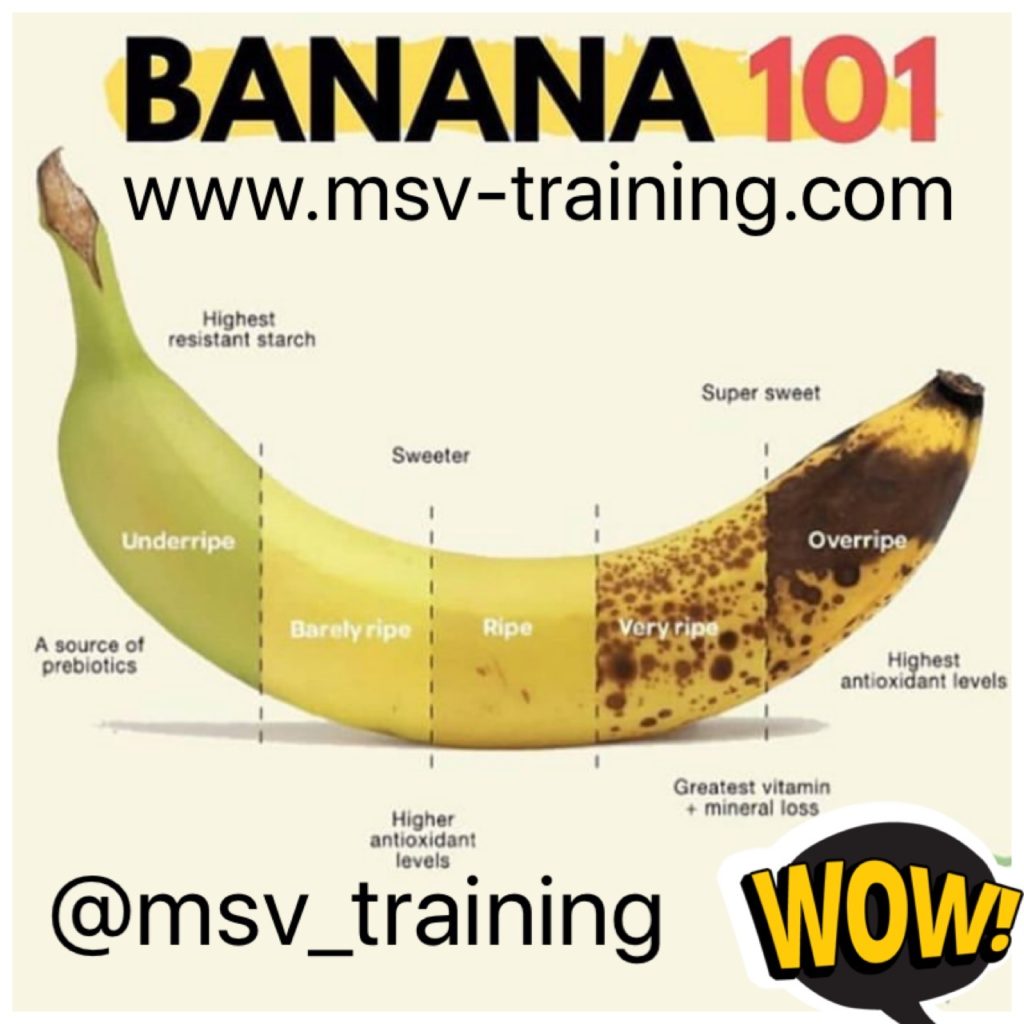 BANANA 101
www.msv-training.com
Highest
resistant starch
Super sweet
Sweeter
Underripe
Overripe
Barely ripe
Ripe
Very ripe
A source of
prebiotics
Highest
antioxidant levels
Greatest vitamin
+ mineral loss
Higher
antioxidant
levels
@msv_training
WOW!